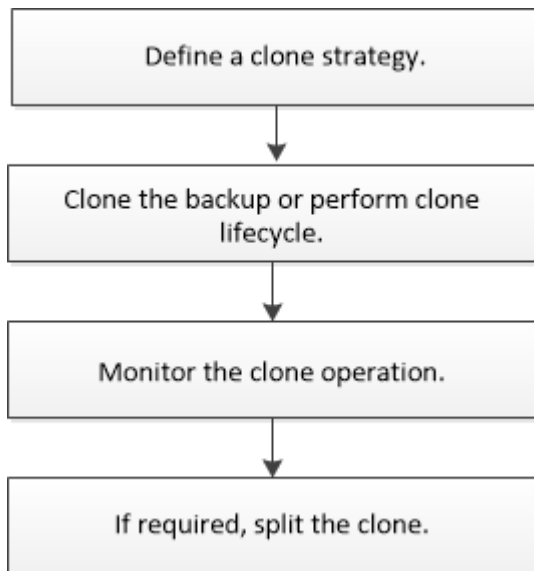 Define a clone strategy.
Clone the backup or perform clone
lifecycle.
Monitor the clone operation.
If required, split the clone.